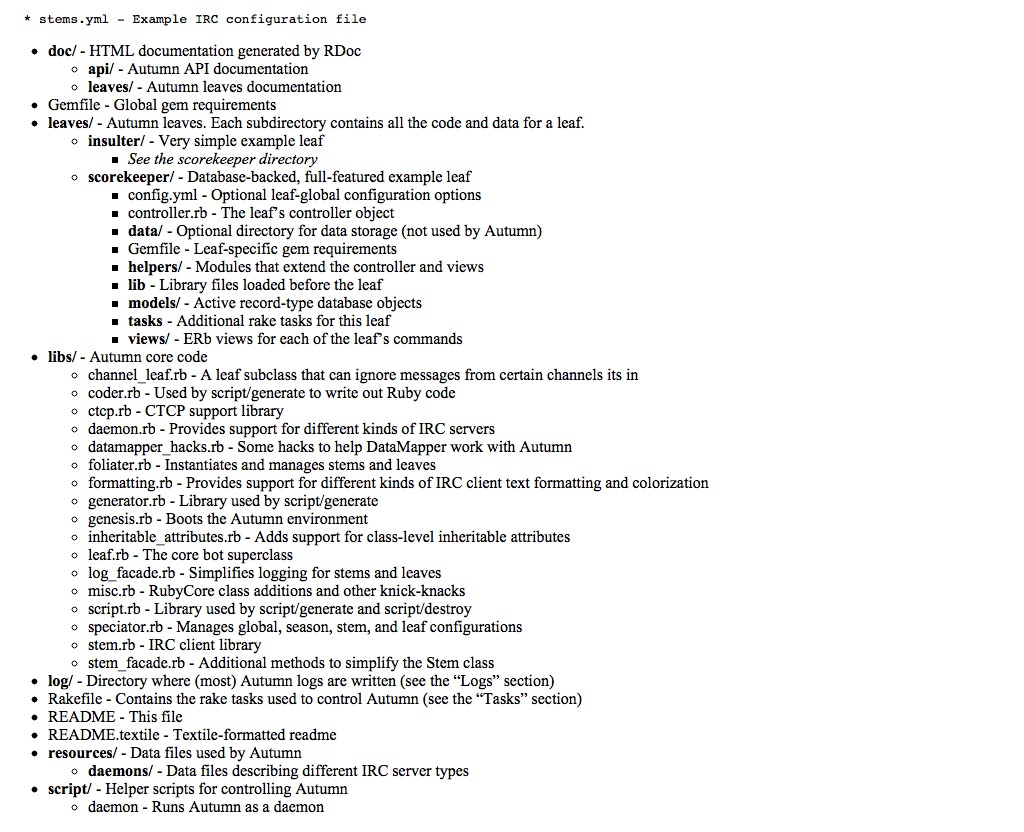 * stems.yml - Example IRC configuration file
• doc/ - HTML documentation generated by RDoc
◦ api/ - Autumn API documentation
◦ leaves/ - Autumn leaves documentation
• Gemfile - Global gem requirements
• leaves/ - Autumn leaves. Each subdirectory contains all the code and data for a leaf.
◦ insulter/ - Very simple example leaf
▪ See the scorekeeper directory
◦ scorekeeper/ - Database-backed, full-featured example leaf
▪ config.yml - Optional leaf-global configuration options
▪ controller.rb - The leaf's controller object
▪ data/ - Optional directory for data storage (not used by Autumn)
▪ Gemfile - Leaf-specific gem requirements
▪ helpers/ - Modules that extend the controller and views
▪ lib - Library files loaded before the leaf
▪ models/ - Active record-type database objects
▪ tasks - Additional rake tasks for this leaf
▪ views/ - ERb views for each of the leaf's commands
• libs/ - Autumn core code
◦ channel_leaf.rb - A leaf subclass that can ignore messages from certain channels its in
◦ coder.rb - Used by script/generate to write out Ruby code
◦ ctcp.rb - CTCP support library
◦ daemon.rb - Provides support for different kinds of IRC servers
◦ datamapper_hacks.rb - Some hacks to help DataMapper work with Autumn
◦ foliater.rb - Instantiates and manages stems and leaves
◦ formatting.rb - Provides support for different kinds of IRC client text formatting and colorization
◦ generator.rb - Library used by script/generate
◦ genesis.rb - Boots the Autumn environment
◦ inheritable_attributes.rb - Adds support for class-level inheritable attributes
◦ leaf.rb - The core bot superclass
◦ log_facade.rb - Simplifies logging for stems and leaves
◦ misc.rb - RubyCore class additions and other knick-knacks
◦ script.rb - Library used by script/generate and script/destroy
◦ speciator.rb - Manages global, season, stem, and leaf configurations
◦ stem.rb - IRC client library
◦ stem_facade.rb - Additional methods to simplify the Stem class
• log/ - Directory where (most) Autumn logs are written (see the “Logs” section)
• Rakefile - Contains the rake tasks used to control Autumn (see the “Tasks” section)
• README - This file
• README.textile - Textile-formatted readme
• resources/ - Data files used by Autumn
◦ daemons/ - Data files describing different IRC server types
• script/ - Helper scripts for controlling Autumn
◦ daemon - Runs Autumn as a daemon